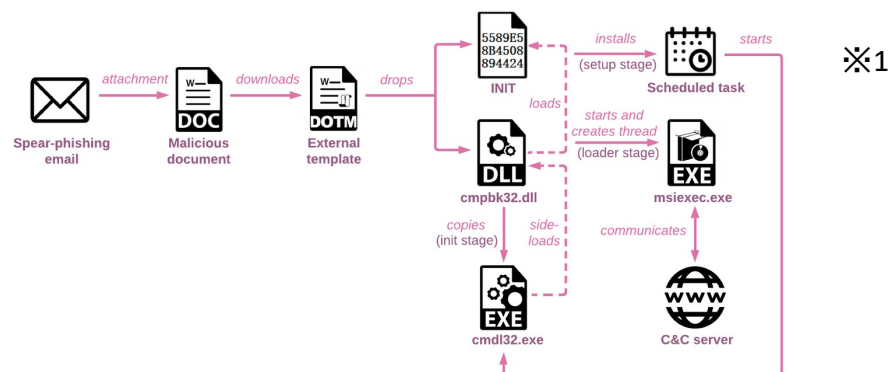 attachment
downloads
drops
installs
(setup stage)
starts
※1
5589E5
8B4508
894424
INIT
Scheduled task
W
DOC
W
DOTM
Spear-phishing
email
Malicious
document
External
template
loads
starts and
creates thread
(loader stage)
DLL
cmpbk32.dll
EXE
msiexec.exe
copies
(init stage)
side-
loads
communicates
EXE
cmdl32.exe
www
C&C server